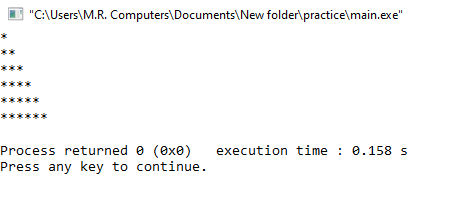 "C:\Users\M.R. Computers\Documents\New folder\practice\main.exe"
*
**
***
****
*****
******
Process returned 0 (0x0)   execution time : 0.158 s
Press any key to continue.